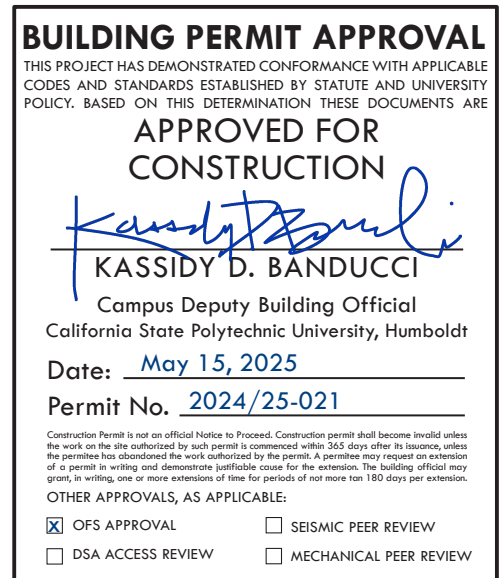 BUILDING PERMIT APPROVAL
THIS PROJECT HAS DEMONSTRATED CONFORMANCE WITH APPLICABLE
CODES AND STANDARDS ESTABLISHED BY STATUTE AND UNIVERSITY
POLICY. BASED ON THIS DETERMINATION THESE DOCUMENTS ARE
APPROVED FOR
CONSTRUCTION
KASSIDY D. BANDUCCI
Campus Deputy Building Official
California State Polytechnic University, Humboldt
Date: May 15, 2025
Permit No. 2024/25-021
Construction Permit is not an official Notice to Proceed. Construction permit shall become invalid unless
the work on the site authorized by such permit is commenced within 365 days after its issuance, unless
the permitee has abandoned the work authorized by the permit. A permitee may request an extension
of a permit in writing and demonstrate justifiable cause for the extension. The building official may
grant, in writing, one or more extensions of time for periods of not more tan 180 days per extension.
OTHER APPROVALS, AS APPLICABLE:
X OFS APPROVAL
SEISMIC PEER REVIEW
DSA ACCESS REVIEW
MECHANICAL PEER REVIEW